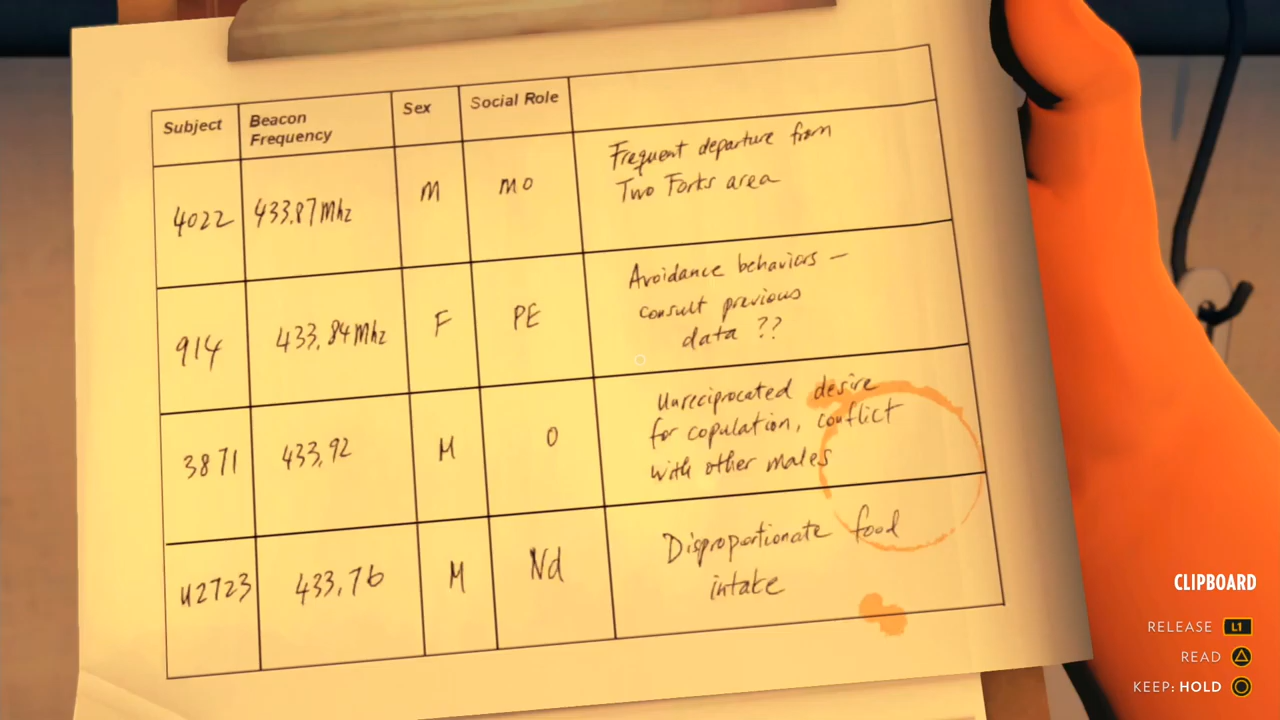 Subject Beacon Frequency Sex Social Role
4022 433.87Mhz M MO Frequent departure from
Two Forks area
914 433.84Mhz F PE Avoidance behaviors –
consult previous
data ??
3871 433.92 M O Unreciprocated desire
for copulation, conflict
with other males
U2723 433.76 M Nd Disproportionate food
intake
CLIPBOARD
RELEASE L1
READ
KEEP: HOLD